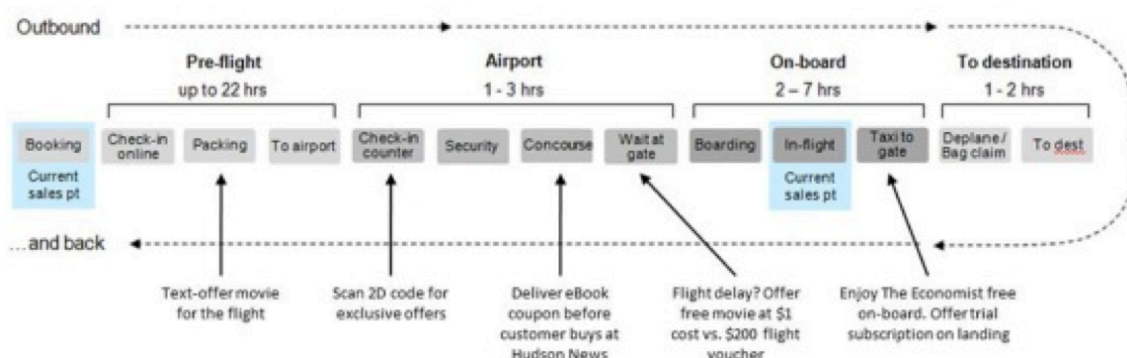 Outbound
Pre-flight
Airport
On-board
To destination
up to 22 hrs
1 - 3 hrs
2 – 7 hrs
1 - 2 hrs
Booking
Check-in
online
Packing
To airport
Check-in
counter
Security
Concourse
Wait at
gate
Boarding
In-flight
Taxi to
gate
Deplane /
Bag claim
To dest
Current
sales pt
Current
sales pt
...and back
Text-offer movie
for the flight
Scan 2D code for
exclusive offers
Deliver eBook
coupon before
customer buys at
Hudson News
Flight delay? Offer
free movie at $1
cost vs. $200 flight
voucher
Enjoy The Economist free
on-board. Offer trial
subscription on landing